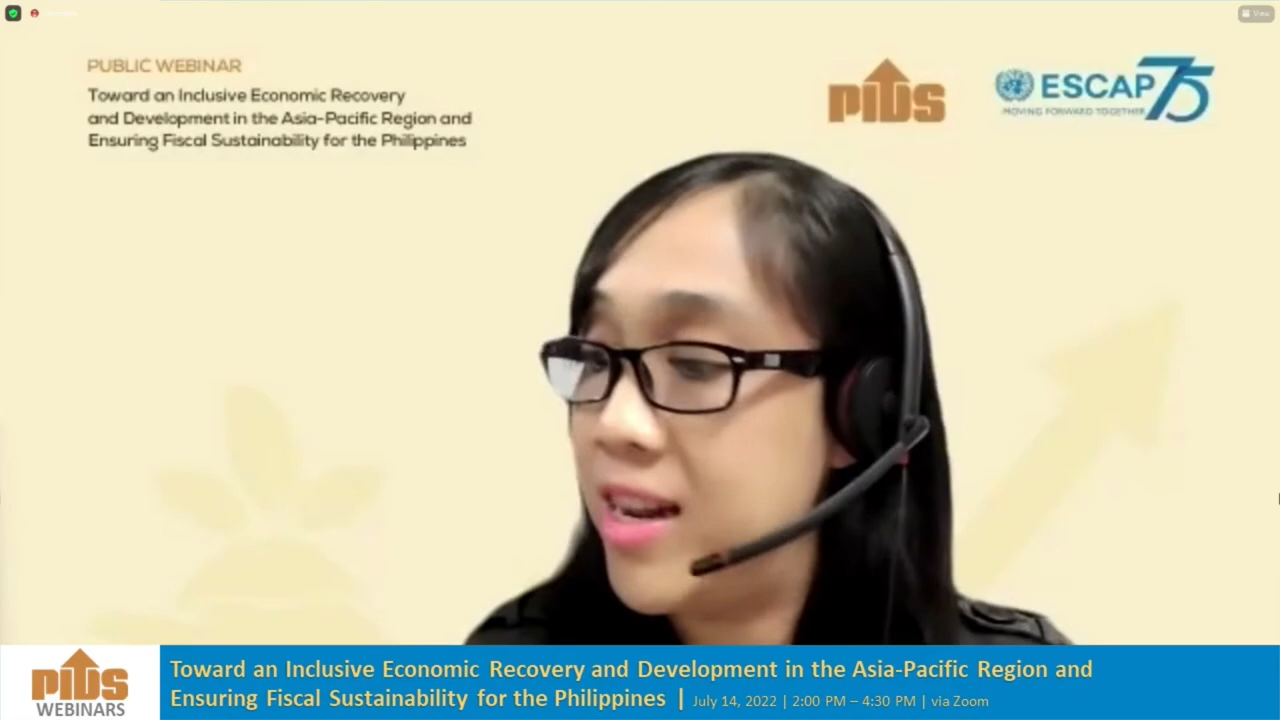 View
PUBLIC WEBINAR
Toward an Inclusive Economic Recovery
and Development in the Asia-Pacific Region and
Ensuring Fiscal Sustainability for the Philippines
PIDS
ESCAP 75
MOVING FORWARD TOGETHER
PIDS
WEBINARS
Toward an Inclusive Economic Recovery and Development in the Asia-Pacific Region and
Ensuring Fiscal Sustainability for the Philippines | July 14, 2022 | 2:00 PM – 4:30 PM | via Zoom